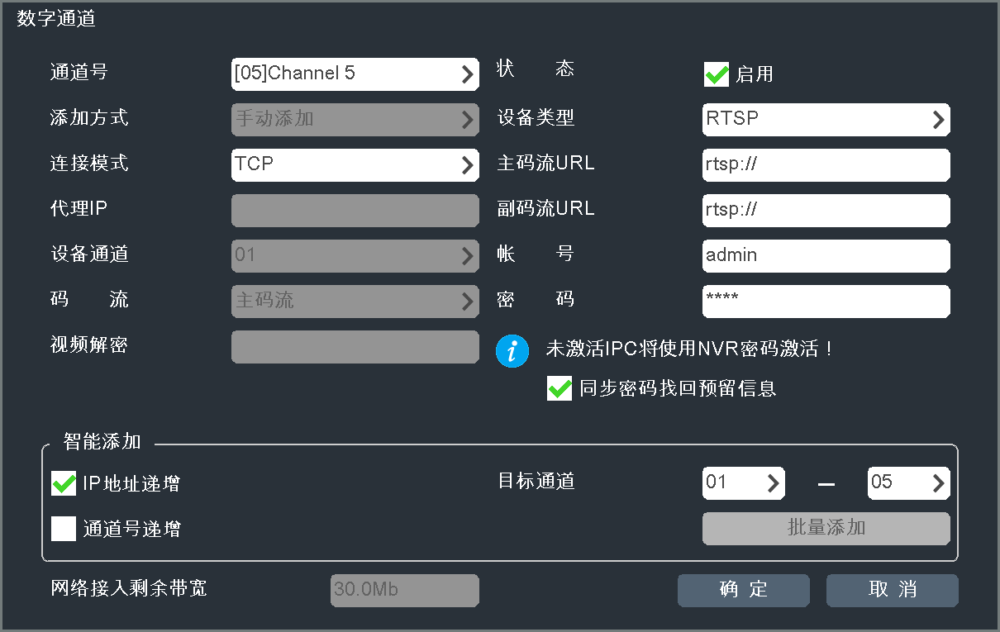 数字通道
通道号 [05]Channel 5 状 态 启用
添加方式 手动添加 设备类型 RTSP
连接模式 TCP 主码流URL rtsp://
代理IP 副码流URL rtsp://
设备通道 01 帐 号 admin
码 流 主码流 密 码 ****
视频解密 i 未激活IPC将使用NVR密码激活！
同步密码找回预留信息
智能添加
IP地址递增 目标通道 01 — 05
通道号递增 批量添加
网络接入剩余带宽 30.0Mb 确 定 取 消